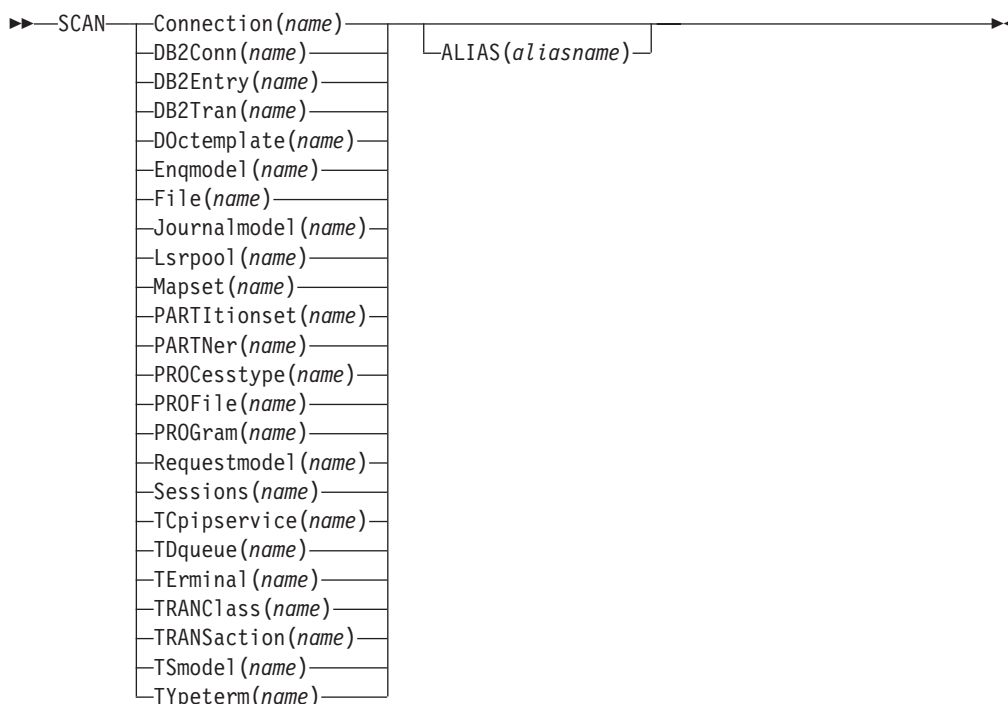 SCAN Connection(name)
DB2Conn(name) ALIAS(aliasname)
DB2Entry(name)
DB2Tran(name)
DOctemplate(name)
Enqmodel(name)
File(name)
Journalmodel(name)
Lsrpool(name)
Mapset(name)
PARTItionset(name)
PARTNer(name)
PROCesstype(name)
PROFile(name)
PROGram(name)
Requestmodel(name)
Sessions(name)
TCpipservice(name)
TDqueue(name)
TErminal(name)
TRANClass(name)
TRANSaction(name)
TSmodel(name)
TYpeterm(name)